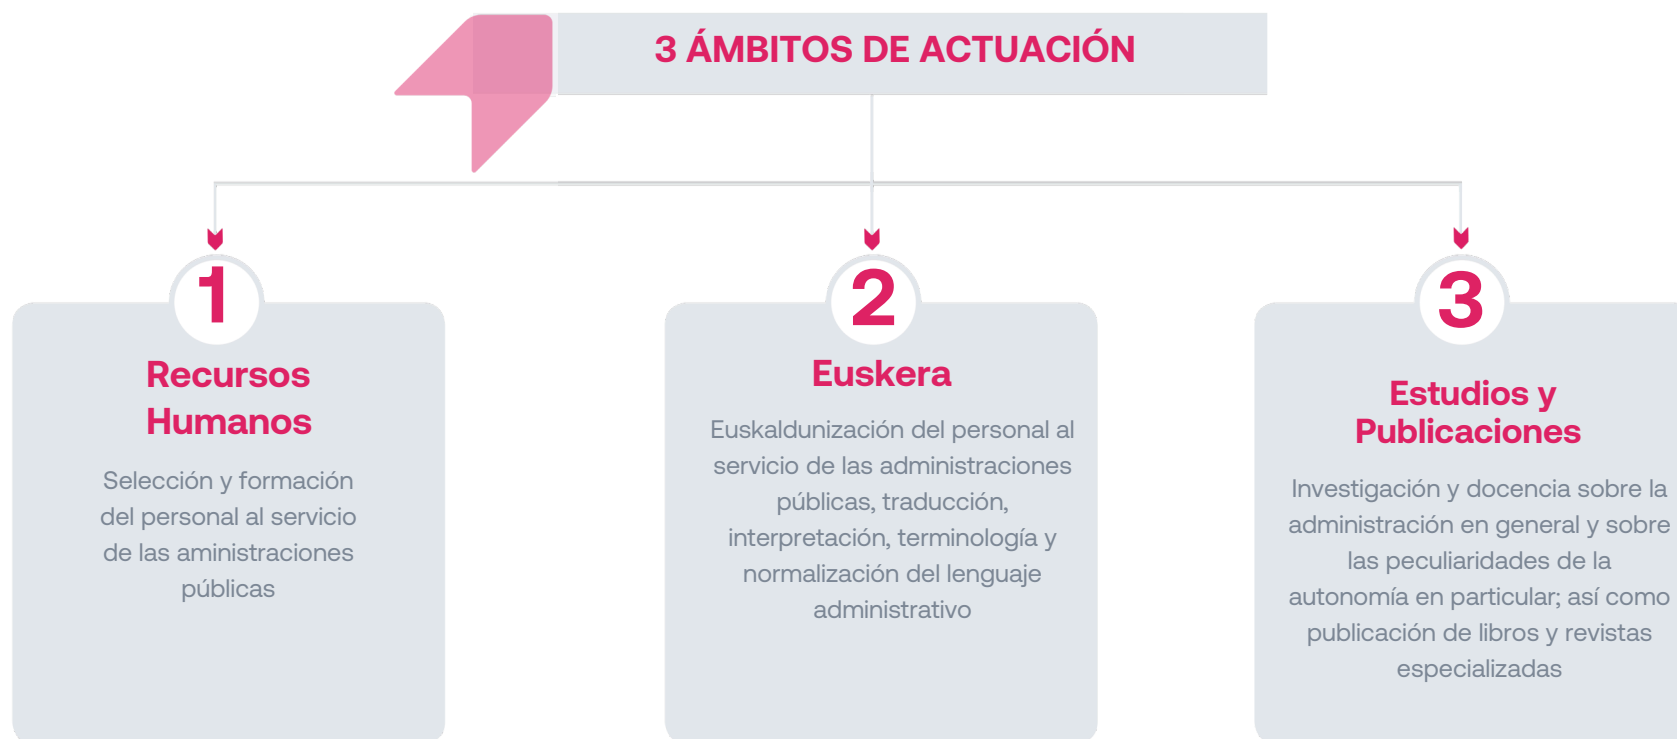 3 ÁMBITOS DE ACTUACIÓN
1
Recursos
Humanos
Selección y formación
del personal al servicio
de las aministraciones
públicas
2
Euskera
Euskaldunización del personal al
servicio de las administraciones
públicas, traducción,
interpretación, terminología y
normalización del lenguaje
administrativo
3
Estudios y
Publicaciones
Investigación y docencia sobre la
administración en general y sobre
las peculiaridades de la
autonomía en particular; así como
publicación de libros y revistas
especializadas